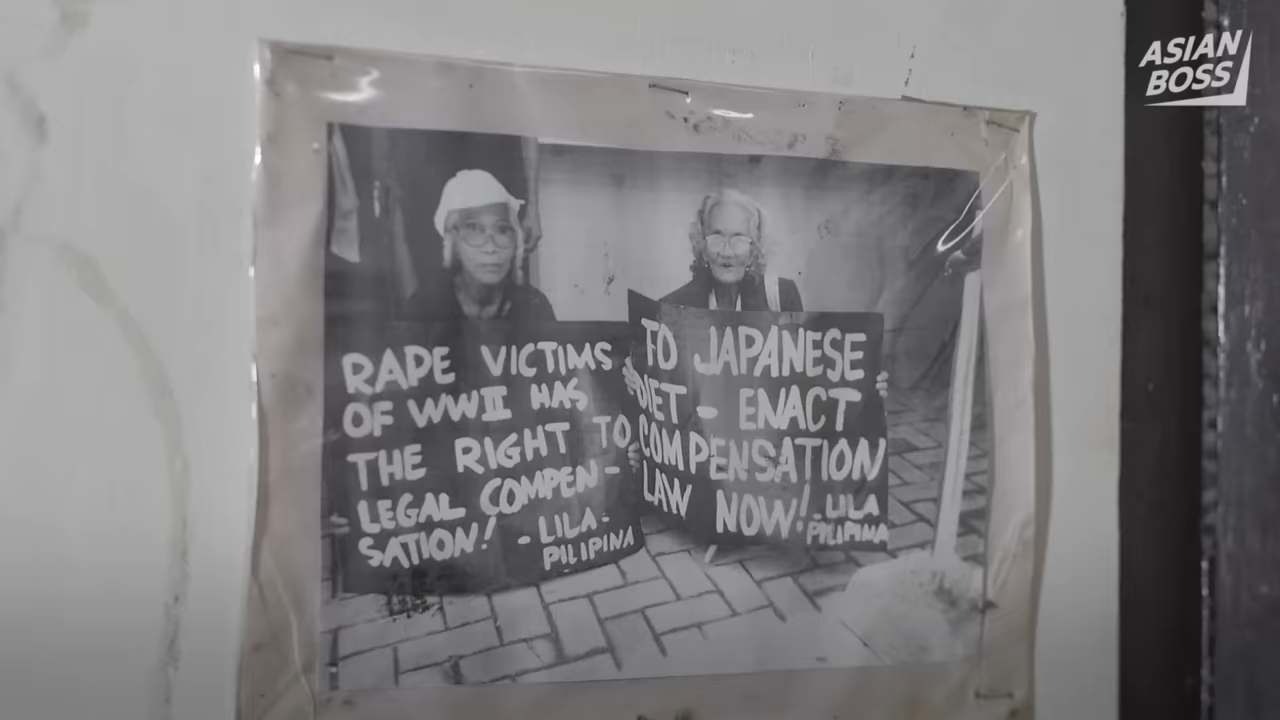 ASIAN
BOSS
RAPE VICTIMS
OF WWII HAS
THE RIGHT TO
LEGAL COMPEN-
SATION! - LILA-
PILIPINA
TO JAPANESE
DIET - ENACT
COMPENSATION
LAW NOW! - LILA
PILIPINA